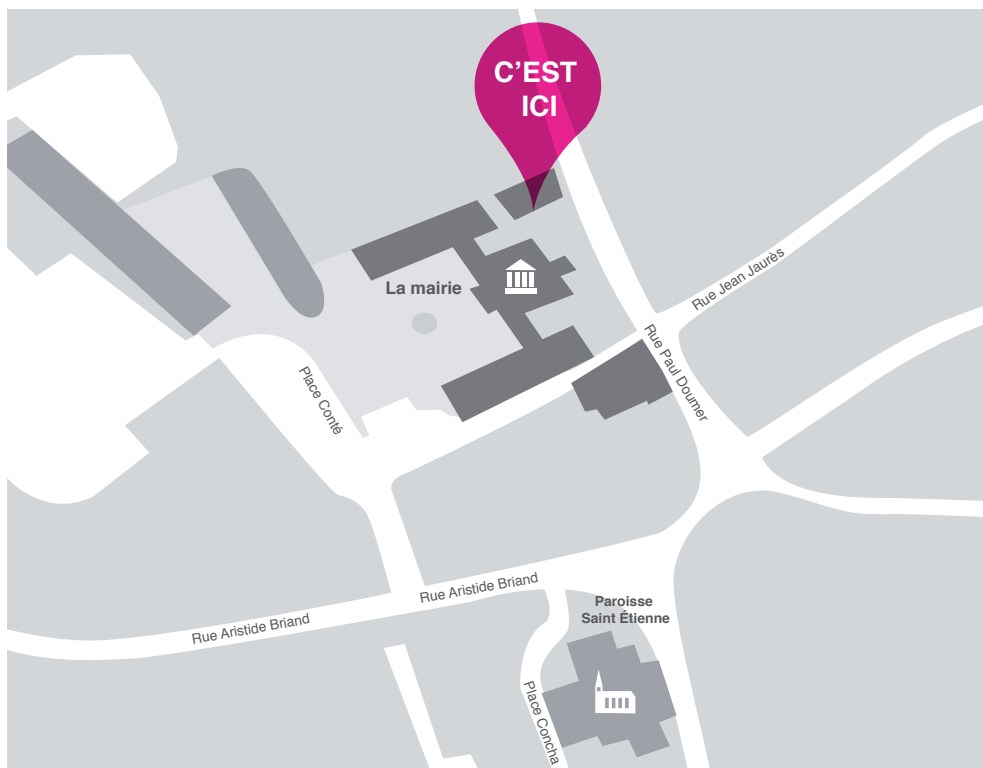 C'EST
ICI
Rue Jean Jaurès
La mairie
Rue Paul Doumer
Place Conté
Rue Aristide Briand
Rue Aristide Briand
Paroisse
Saint Étienne
Place Concha